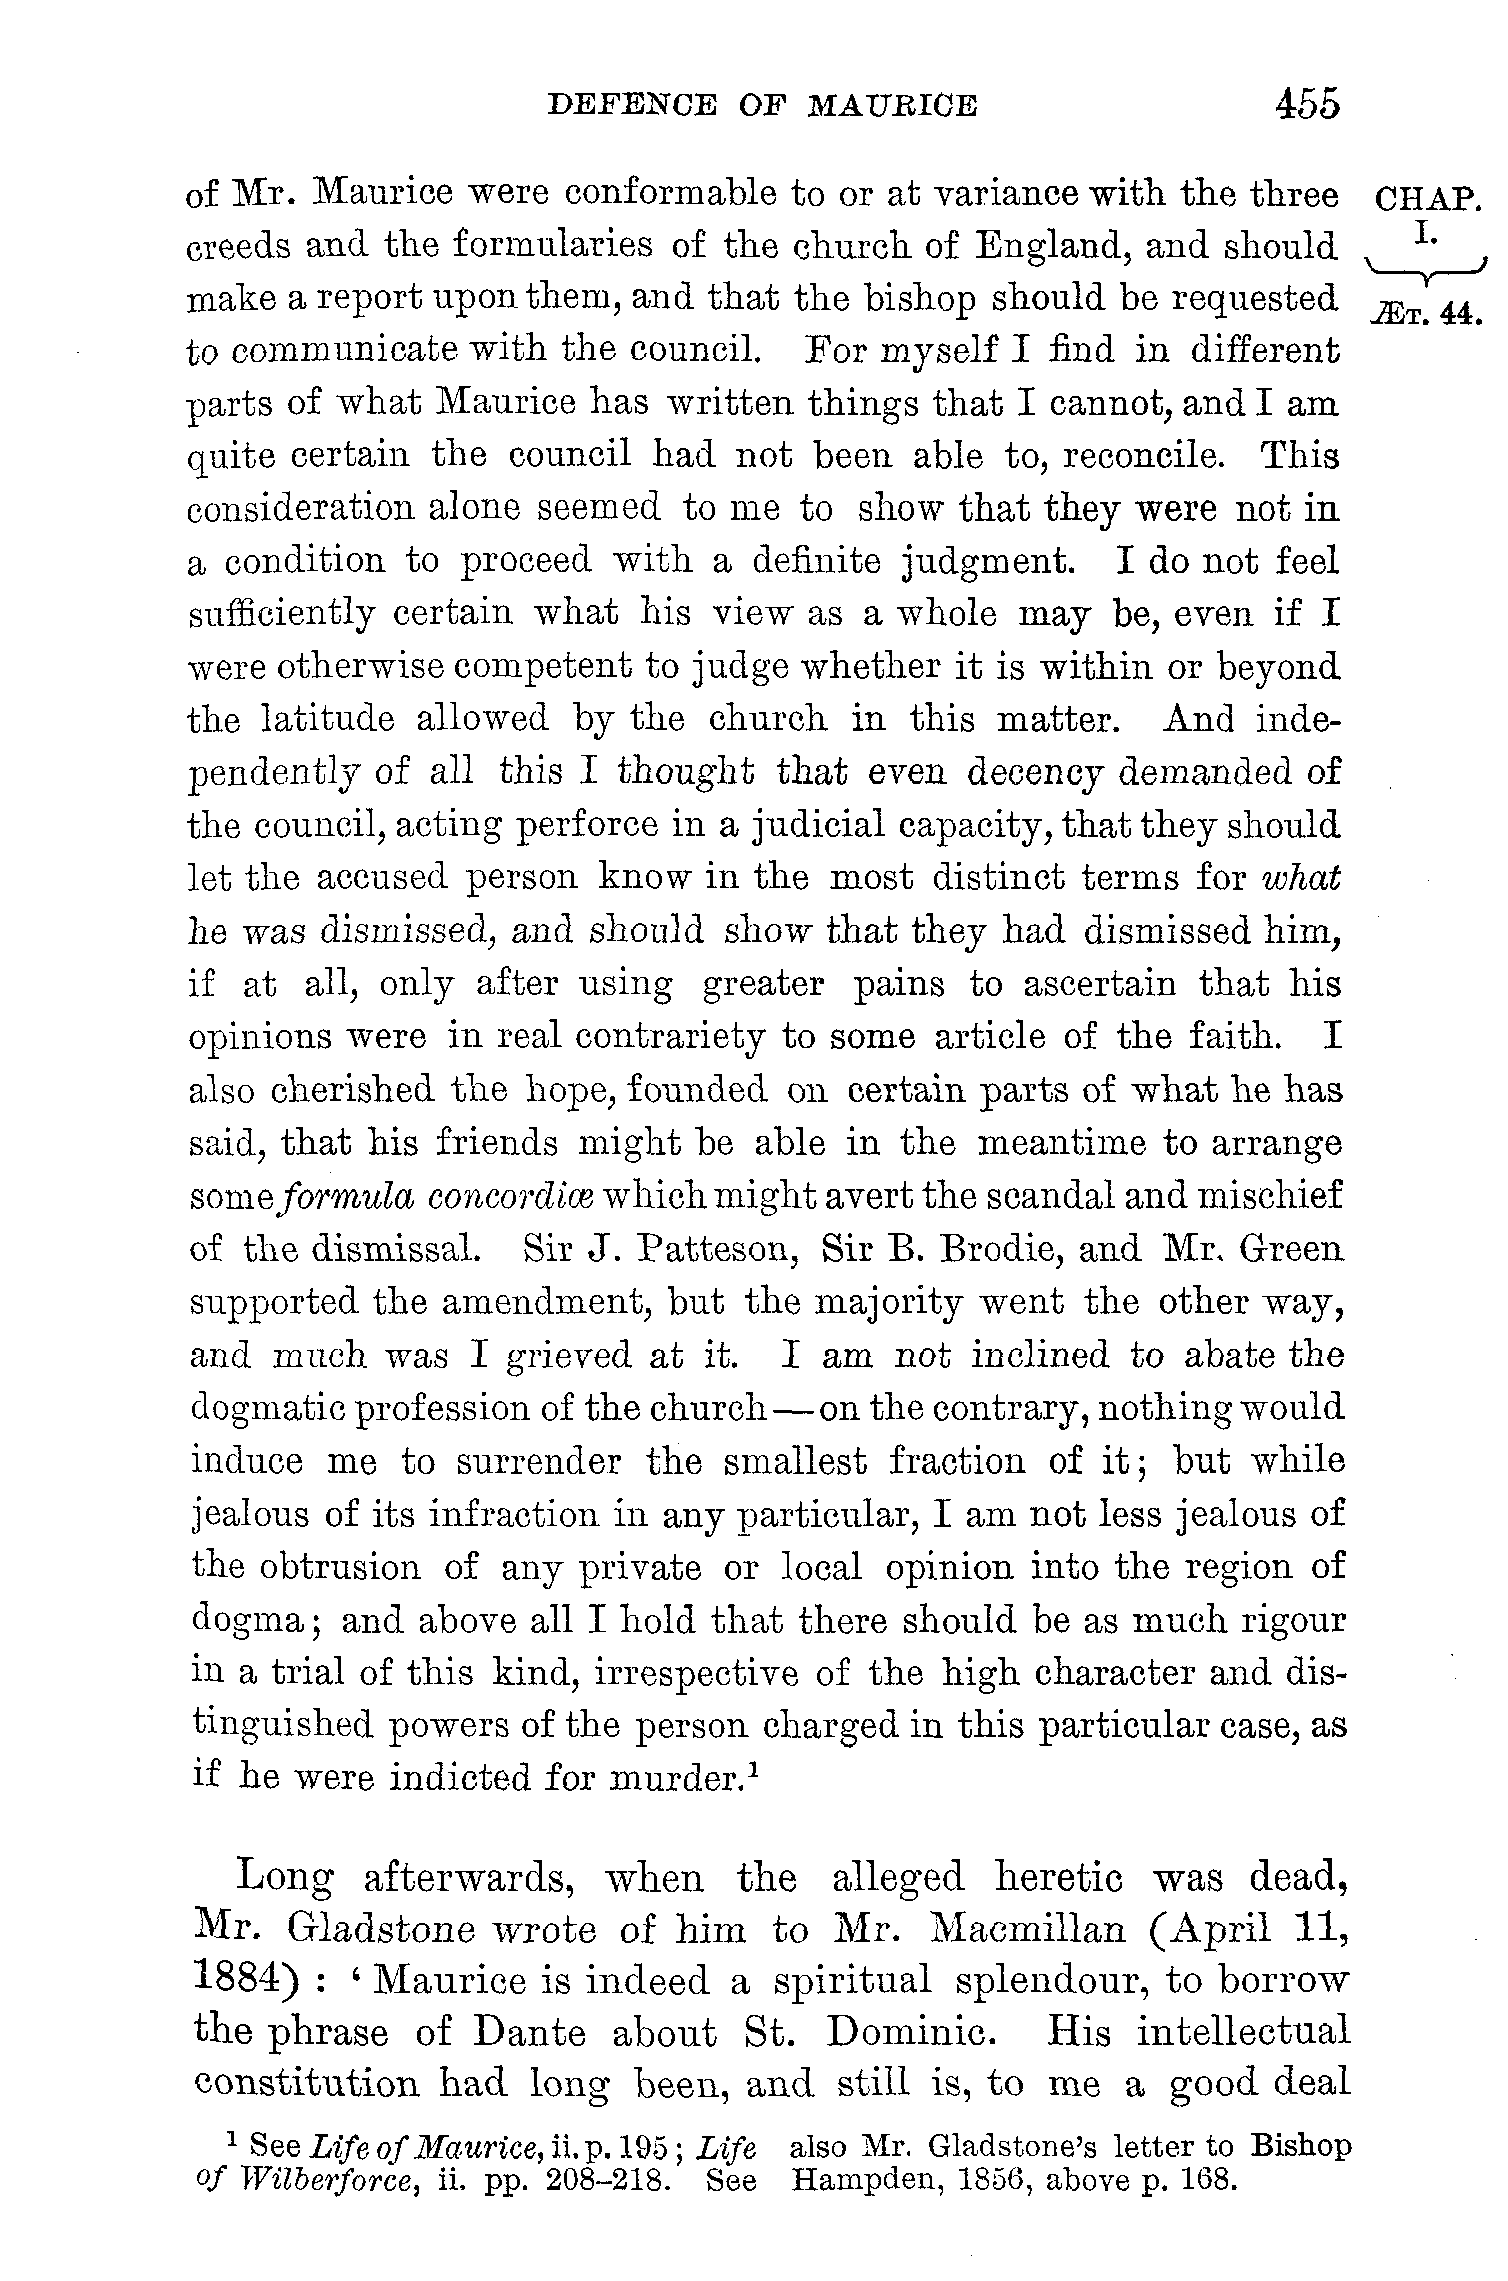 DEFENCE OF MAURICE 455
of Mr. Maurice were conformable to or at variance with the three
creeds and the formularies of the church of England, and should
make a report upon them, and that the bishop should be requested
to communicate with the council. For myself I find in different
parts of what Maurice has written things that I cannot, and I am
quite certain the council had not been able to, reconcile. This
consideration alone seemed to me to show that they were not in
a condition to proceed with a definite judgment. I do not feel
sufficiently certain what his view as a whole may be, even if I
were otherwise competent to judge whether it is within or beyond
the latitude allowed by the church in this matter. And inde-
pendently of all this I thought that even decency demanded of
the council, acting perforce in a judicial capacity, that they should
let the accused person know in the most distinct terms for what
he was dismissed, and should show that they had dismissed him,
if at all, only after using greater pains to ascertain that his
opinions were in real contrariety to some article of the faith. I
also cherished the hope, founded on certain parts of what he has
said, that his friends might be able in the meantime to arrange
some formula concordiæ which might avert the scandal and mischief
of the dismissal. Sir J. Patteson, Sir B. Brodie, and Mr. Green
supported the amendment, but the majority went the other way,
and much was I grieved at it. I am not inclined to abate the
dogmatic profession of the church—on the contrary, nothing would
induce me to surrender the smallest fraction of it; but while
jealous of its infraction in any particular, I am not less jealous of
the obtrusion of any private or local opinion into the region of
dogma; and above all I hold that there should be as much rigour
in a trial of this kind, irrespective of the high character and dis-
tinguished powers of the person charged in this particular case, as
if he were indicted for murder.¹
CHAP.
I.
ÆT. 44.
Long afterwards, when the alleged heretic was dead,
Mr. Gladstone wrote of him to Mr. Macmillan (April 11,
1884) : ‘ Maurice is indeed a spiritual splendour, to borrow
the phrase of Dante about St. Dominic. His intellectual
constitution had long been, and still is, to me a good deal
¹ See Life of Maurice, ii. p. 195; Life
of Wilberforce, ii. pp. 208–218. See
also Mr. Gladstone's letter to Bishop
Hampden, 1856, above p. 168.